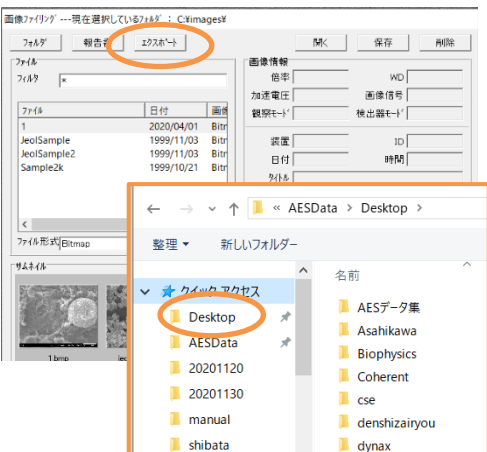 画像ファイリング ---現在選択しているフォルダ : C:¥images¥
フォルダ 報告書 エクスポート 開く 保存 削除
ファイル
フィルタ *
ファイル 日付 画像
1 2020/04/01 Bitr
JeolSample 1999/11/03 Bitr
JeolSample2 1999/11/03 Bitr
Sample2k 1999/10/21 Bitr
ファイル形式 Bitmap
サムネイル
1.bmp
画像情報
倍率 WD
加速電圧 画像信号
観察モード 検出器モード
装置 ID
日付 時間
タイトル
« AESData > Desktop >
整理 新しいフォルダー
クイック アクセス
Desktop
AESData
20201120
20201130
manual
shibata
名前
AESデータ集
Asahikawa
Biophysics
Coherent
cse
denshizairyou
dynax